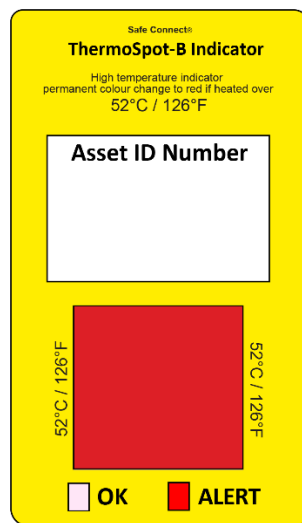 Safe Connect®
ThermoSpot-B Indicator
High temperature indicator
permanent colour change to red if heated over
52°C / 126°F
Asset ID Number
52°C / 126°F
52°C / 126°F
OK ALERT